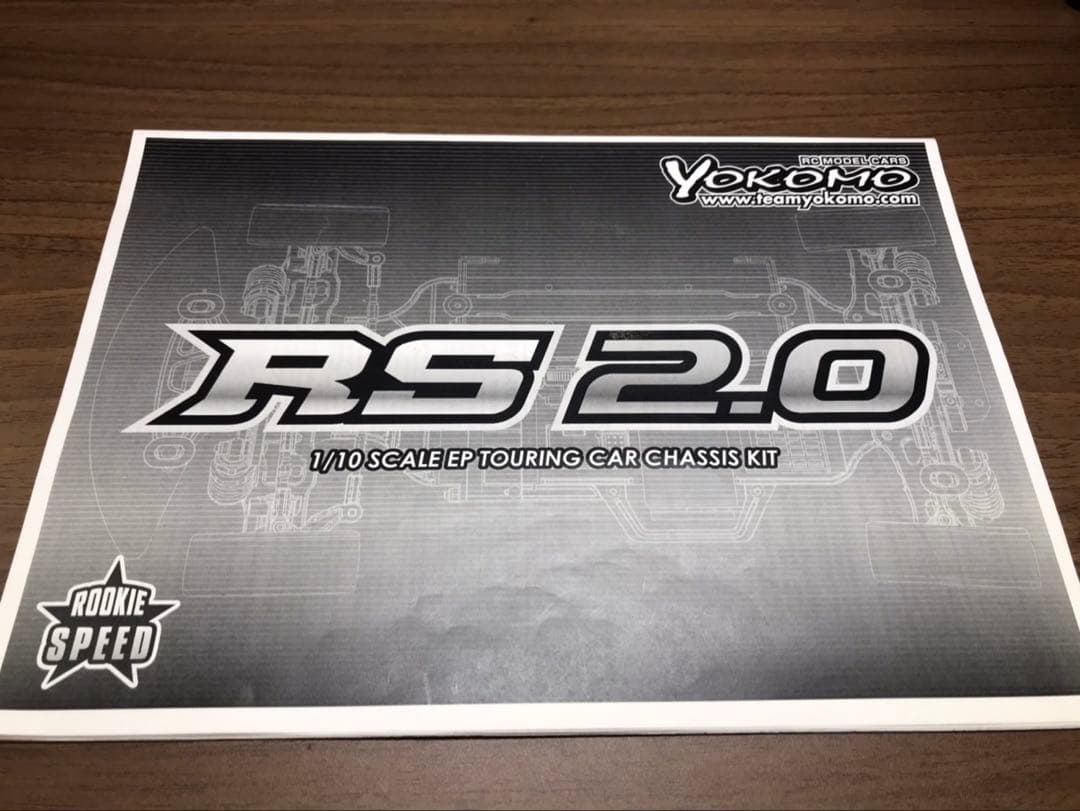 RC MODEL CARS
YOKOMO
www.teamyokomo.com
RS 2.0
1/10 SCALE EP TOURING CAR CHASSIS KIT
ROOKIE
SPEED